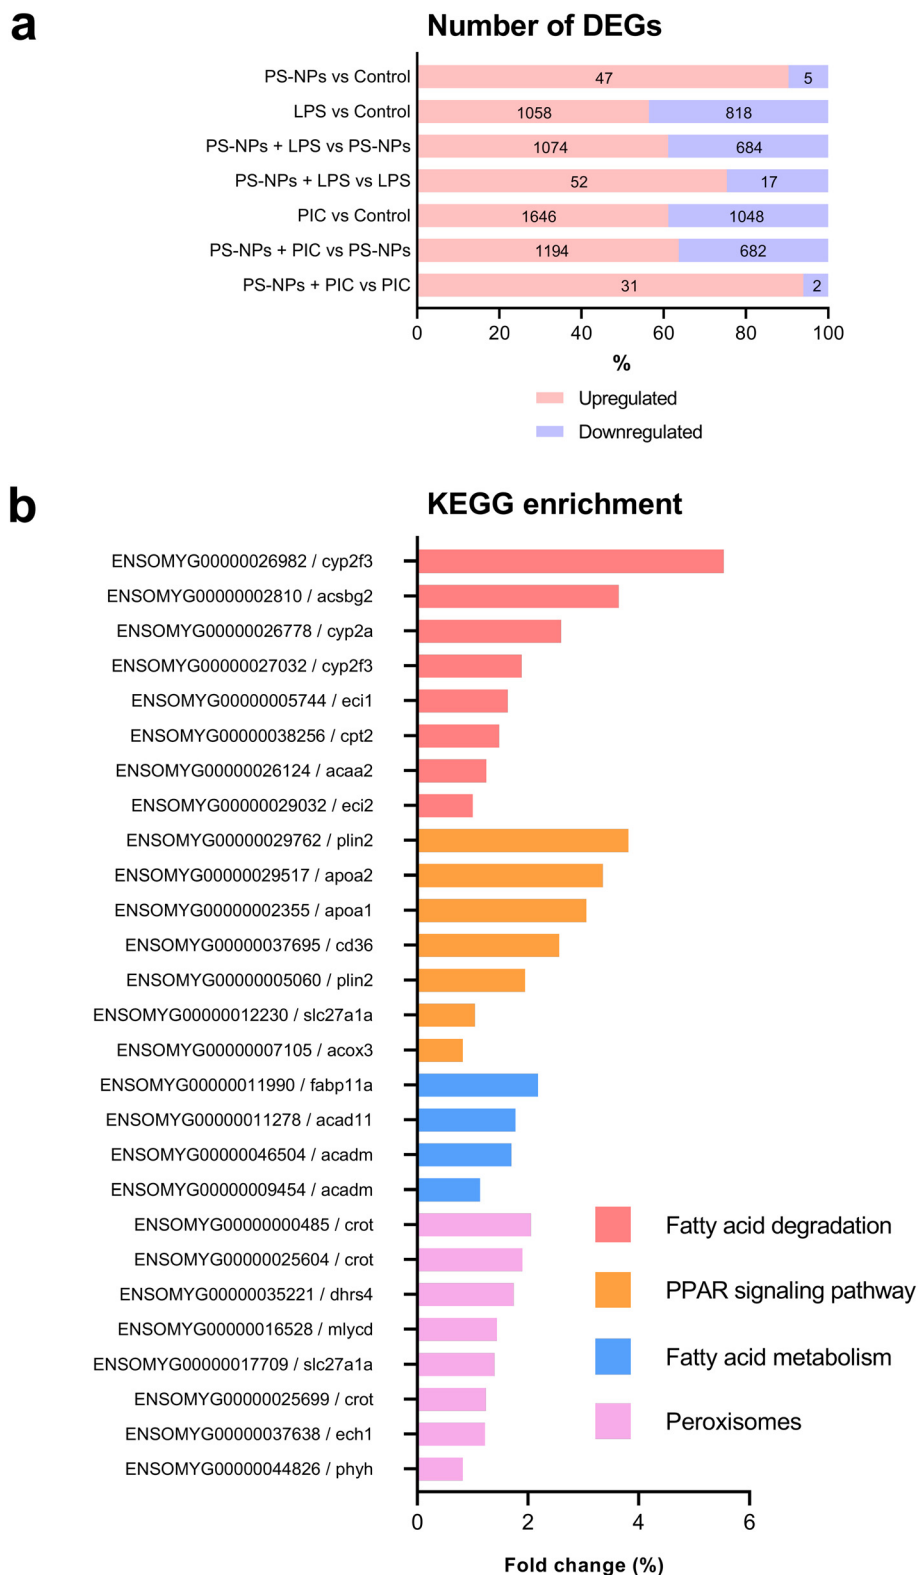 a
Number of DEGs
PS-NPs vs Control 47 5
LPS vs Control 1058 818
PS-NPs + LPS vs PS-NPs 1074 684
PS-NPs + LPS vs LPS 52 17
PIC vs Control 1646 1048
PS-NPs + PIC vs PS-NPs 1194 682
PS-NPs + PIC vs PIC 31 2
0 20 40 60 80 100
%
Upregulated
Downregulated
b
KEGG enrichment
ENSOMYG00000026982 / cyp2f3
ENSOMYG00000002810 / acsbg2
ENSOMYG00000026778 / cyp2a
ENSOMYG00000027032 / cyp2f3
ENSOMYG00000005744 / eci1
ENSOMYG00000038256 / cpt2
ENSOMYG00000026124 / acaa2
ENSOMYG00000029032 / eci2
ENSOMYG00000029762 / plin2
ENSOMYG00000029517 / apoa2
ENSOMYG00000002355 / apoa1
ENSOMYG00000037695 / cd36
ENSOMYG00000005060 / plin2
ENSOMYG00000012230 / slc27a1a
ENSOMYG00000007105 / acox3
ENSOMYG00000011990 / fabp11a
ENSOMYG00000011278 / acad11
ENSOMYG00000046504 / acadm
ENSOMYG00000009454 / acadm
ENSOMYG00000000485 / crot
ENSOMYG00000025604 / crot
ENSOMYG00000035221 / dhrs4
ENSOMYG00000016528 / mlycd
ENSOMYG00000017709 / slc27a1a
ENSOMYG00000025699 / crot
ENSOMYG00000037638 / ech1
ENSOMYG00000044826 / phyh
Fatty acid degradation
PPAR signaling pathway
Fatty acid metabolism
Peroxisomes
0 2 4 6
Fold change (%)